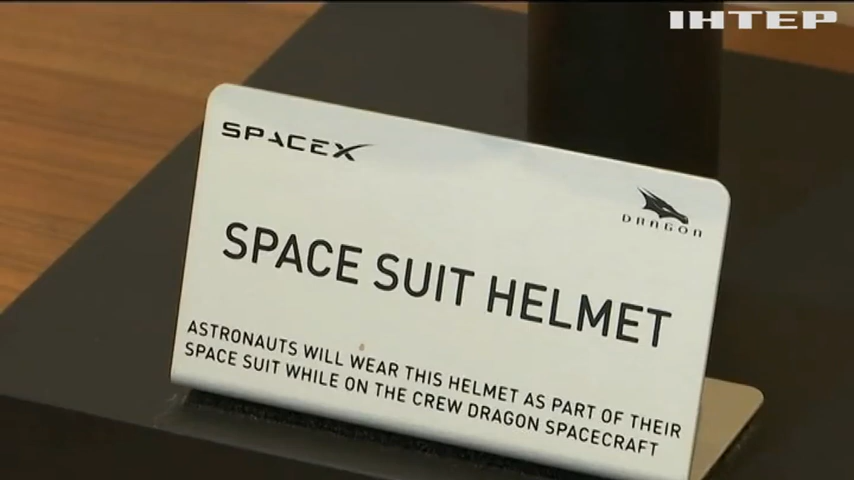 ІНТЕР
SPACEX
DRAGON
SPACE SUIT HELMET
ASTRONAUTS WILL WEAR THIS HELMET AS PART OF THEIR
SPACE SUIT WHILE ON THE CREW DRAGON SPACECRAFT